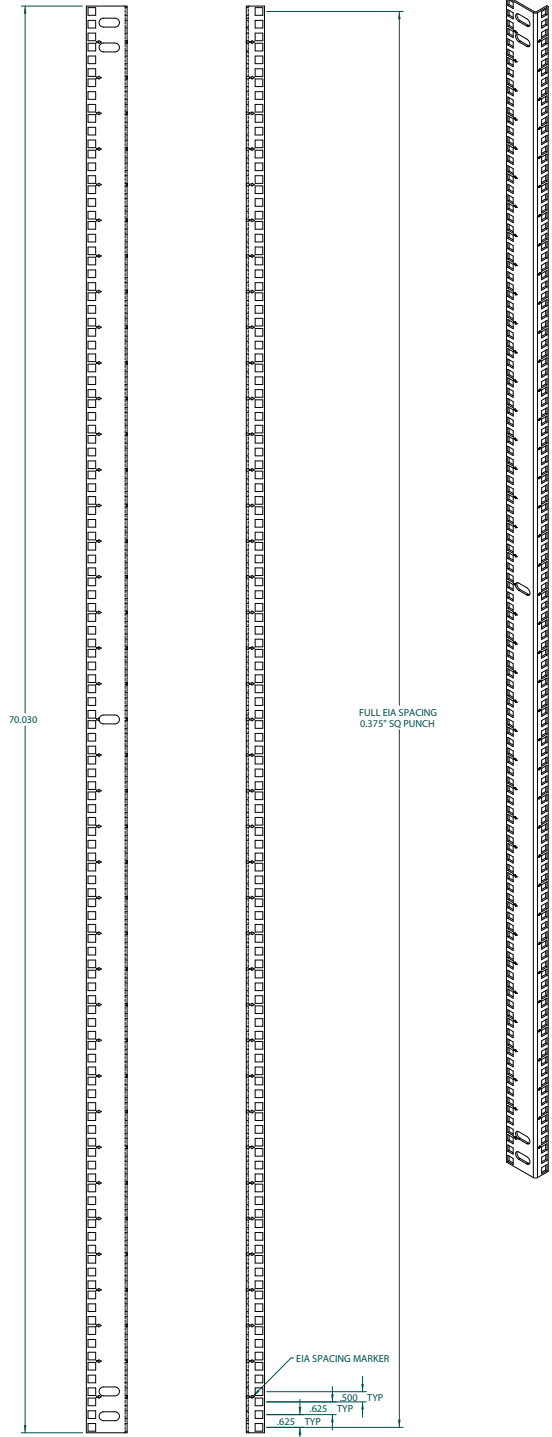 70.030
FULL EIA SPACING
0.375" SQ PUNCH
EIA SPACING MARKER
.500 TYP
.625 TYP
.625 TYP